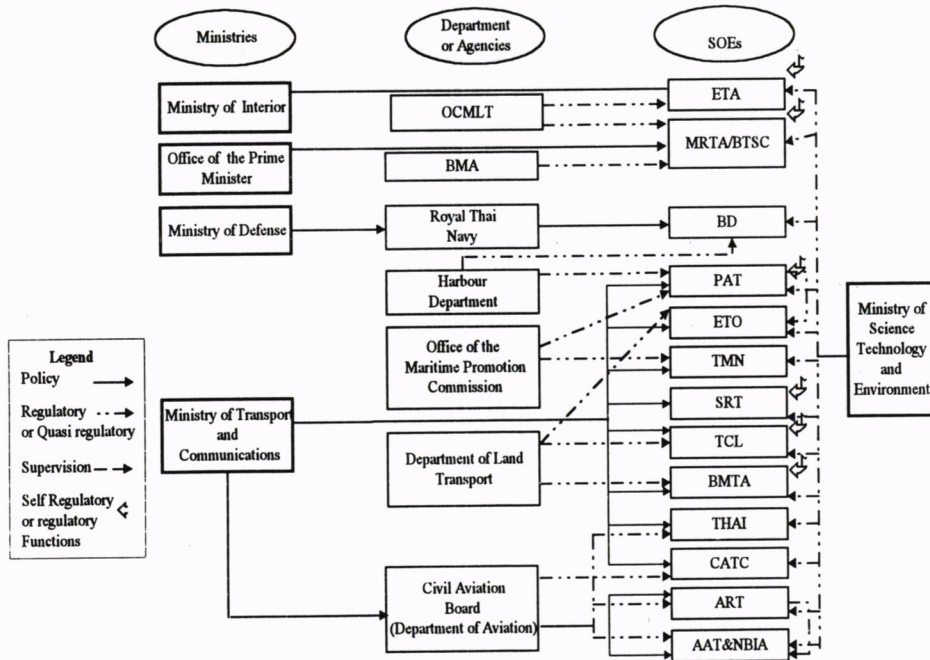 Ministries
Department
or Agencies
SOEs
Ministry of Interior
OCMLT
ETA
Office of the Prime
Minister
BMA
MRTA/BTSC
Ministry of Defense
Royal Thai
Navy
BD
Harbour
Department
PAT
ETO
Office of the
Maritime Promotion
Commission
TMN
Ministry of
Science
Technology
and
Environment
Legend
Policy
Regulatory
or Quasi regulatory
Supervision
Self Regulatory
or regulatory
Functions
Ministry of Transport
and
Communications
SRT
Department of Land
Transport
TCL
BMTA
THAI
CATC
Civil Aviation
Board
(Department of Aviation)
ART
AAT&NBIA